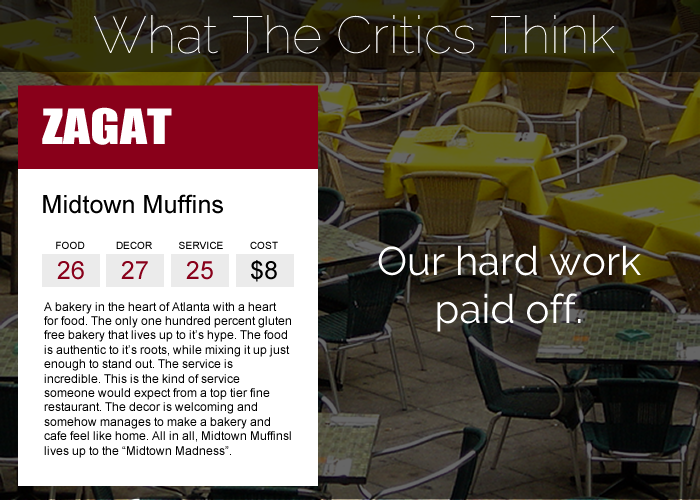 What The Critics Think
ZAGAT
Midtown Muffins
FOOD DECOR SERVICE COST
26 27 25 $8
A bakery in the heart of Atlanta with a heart
for food. The only one hundred percent gluten
free bakery that lives up to it's hype. The food
is authentic to it's roots, while mixing it up just
enough to stand out. The service is
incredible. This is the kind of service
someone would expect from a top tier fine
restaurant. The decor is welcoming and
somehow manages to make a bakery and
cafe feel like home. All in all, Midtown Muffinsl
lives up to the “Midtown Madness”.
Our hard work
paid off.